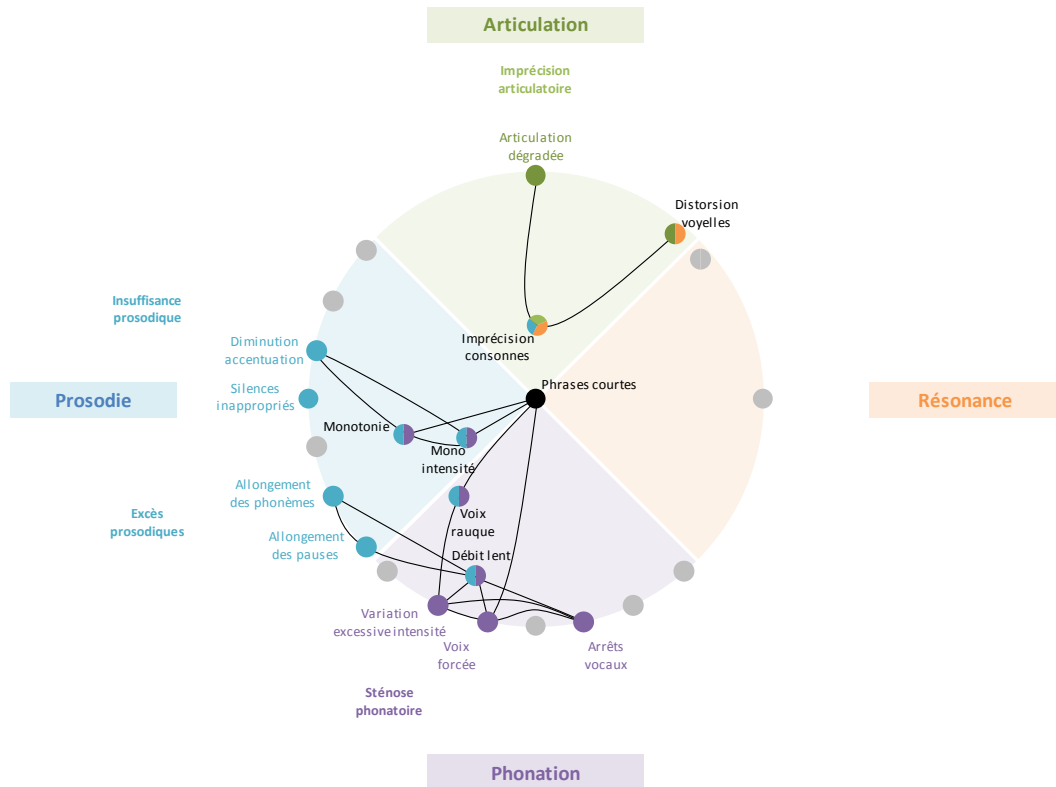 Articulation
Imprécision
articulatoire
Articulation
dégradée
Distorsion
voyelles
Insuffisance
prosodique
Diminution
accentuation
Imprécision
consonnes
Silences
inappropriés
Phrases courtes
Prosodie
Résonance
Monotonie
Mono
intensité
Allongement
des phonèmes
Excès
prosodiques
Voix
rauque
Allongement
des pauses
Débit lent
Variation
excessive intensité
Voix
forcée
Arrêts
vocaux
Sténose
phonatoire
Phonation